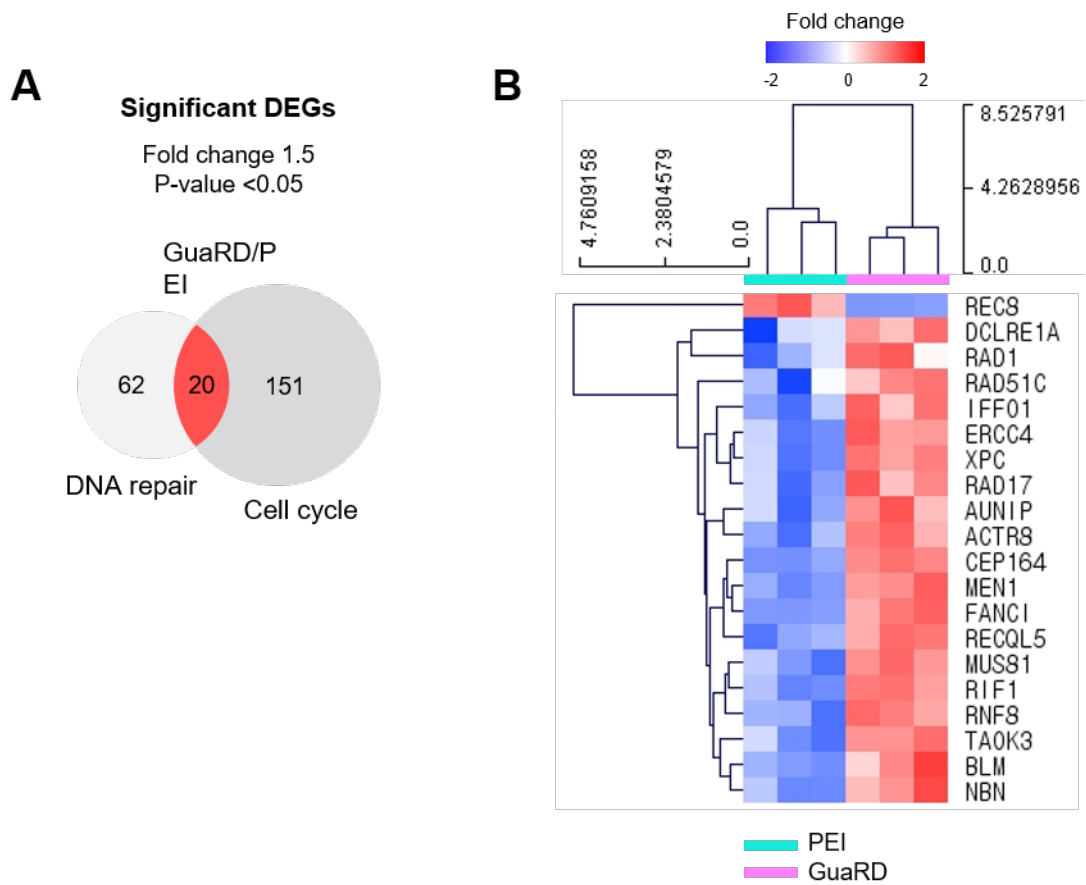 A
Significant DEGs
Fold change 1.5
P-value <0.05
GuaRD/P
EI
62
20
151
DNA repair
Cell cycle
B
Fold change
-2
0
2
4.7609158
2.3804579
0.0
8.525791
4.2628956
0.0
REC8
DCLRE1A
RAD1
RAD51C
IFFO1
ERCC4
XPC
RAD17
AUNIP
ACTR8
CEP164
MEN1
FANCI
RECQL5
MUS81
RIF1
RNF8
TAOK3
BLM
NBN
PEI
GuaRD